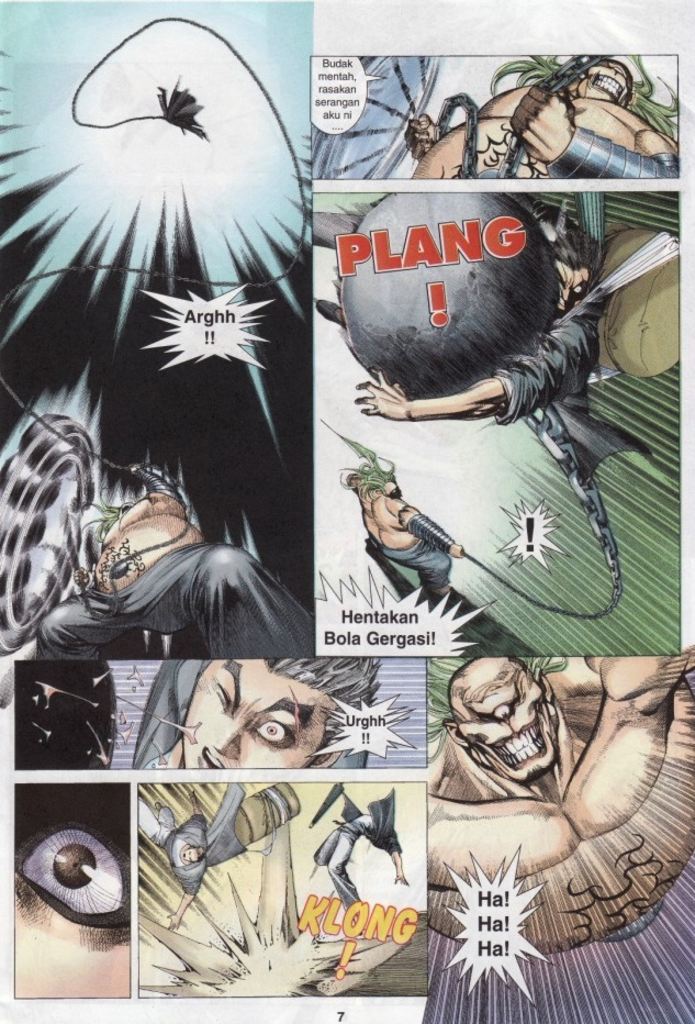 Budak
mentah,
rasakan
serangan
aku ni
....
Arghh
!!
PLANG
!
!
Hentakan
Bola Gergasi!
Urghh
!!
KLONG
!
Ha!
Ha!
Ha!
7